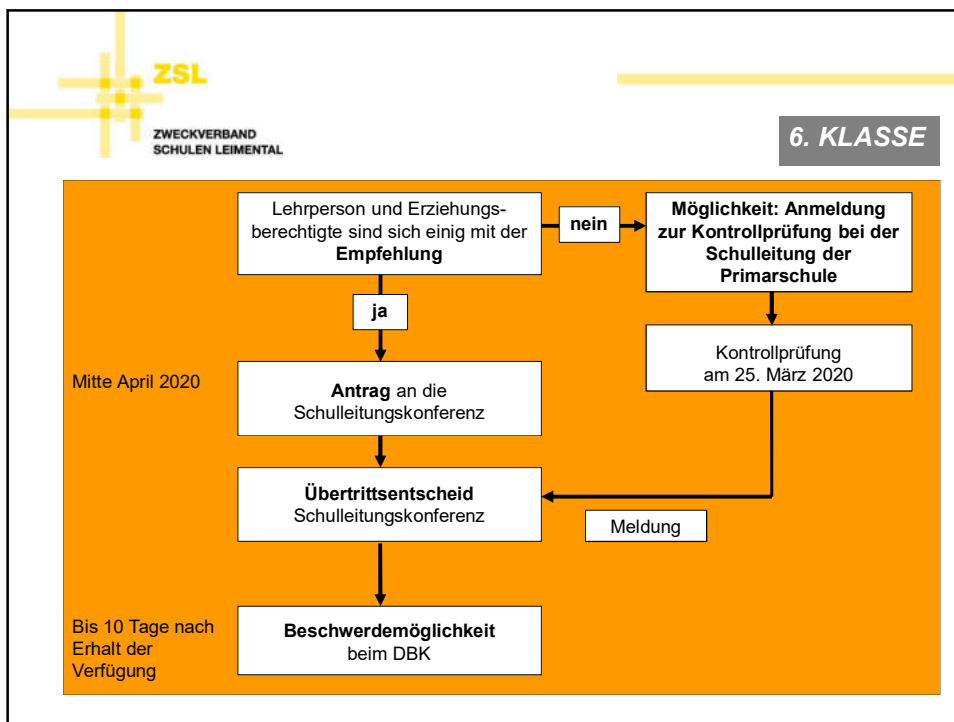 ZSL
ZWECKVERBAND
SCHULEN LEIMENTAL
6. KLASSE
Lehrperson und Erziehungs-
berechtigte sind sich einig mit der
Empfehlung
nein
Möglichkeit: Anmeldung
zur Kontrollprüfung bei der
Schulleitung der
Primarschule
ja
Kontrollprüfung
am 25. März 2020
Mitte April 2020
Antrag an die
Schulleitungskonferenz
Übertrittsentscheid
Schulleitungskonferenz
Meldung
Bis 10 Tage nach
Erhalt der
Verfügung
Beschwerdemöglichkeit
beim DBK